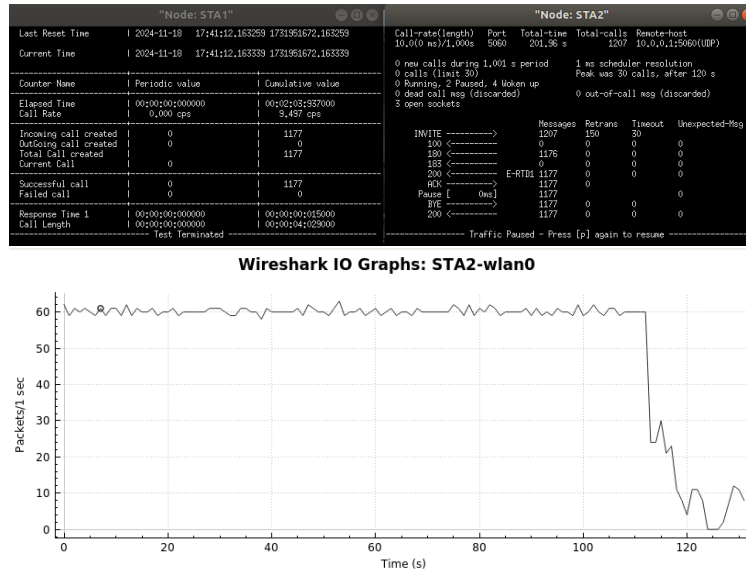 "Node: STA1"
Last Reset Time | 2024-11-18 17:41:12.163259 1731951672.163259
Current Time | 2024-11-18 17:41:12.163339 1731951672.163339
Counter Name | Periodic value | Cumulative value
Elapsed Time | 00:00:00:000000 | 00:02:03:937000
Call Rate | 0.000 cps | 9.497 cps
Incoming call created | 0 | 1177
OutGoing call created | 0 | 0
Total Call created | | 1177
Current Call | 0 |
Successful call | 0 | 1177
Failed call | 0 | 0
Response Time 1 | 00:00:00:000000 | 00:00:00:015000
Call Length | 00:00:00:000000 | 00:00:04:029000
Test Terminated
"Node: STA2"
Call-rate(length) Port Total-time Total-calls Remote-host
10.0(0 ms)/1.000s 5060 201.96 s 1207 10.0.0.1:5060(UDP)
0 new calls during 1.001 s period 1 ms scheduler resolution
0 calls (limit 30) Peak was 30 calls, after 120 s
0 Running, 2 Paused, 4 Woken up
0 dead call msg (discarded) 0 out-of-call msg (discarded)
3 open sockets
Messages Retrans Timeout Unexpected-Msg
INVITE ----------> 1207 150 30
100 <---------- 0 0 0 0
180 <---------- 1176 0 0 0
183 <---------- 0 0 0 0
200 <---------- E-RTD1 1177 0 0 0
ACK ----------> 1177 0
Pause [ 0ms] 1177 0
BYE ----------> 1177 0 0
200 <---------- 1177 0 0 0
Traffic Paused - Press [p] again to resume
Wireshark IO Graphs: STA2-wlan0
Packets/1 sec
60
50
40
30
20
10
0
0 20 40 60 80 100 120
Time (s)